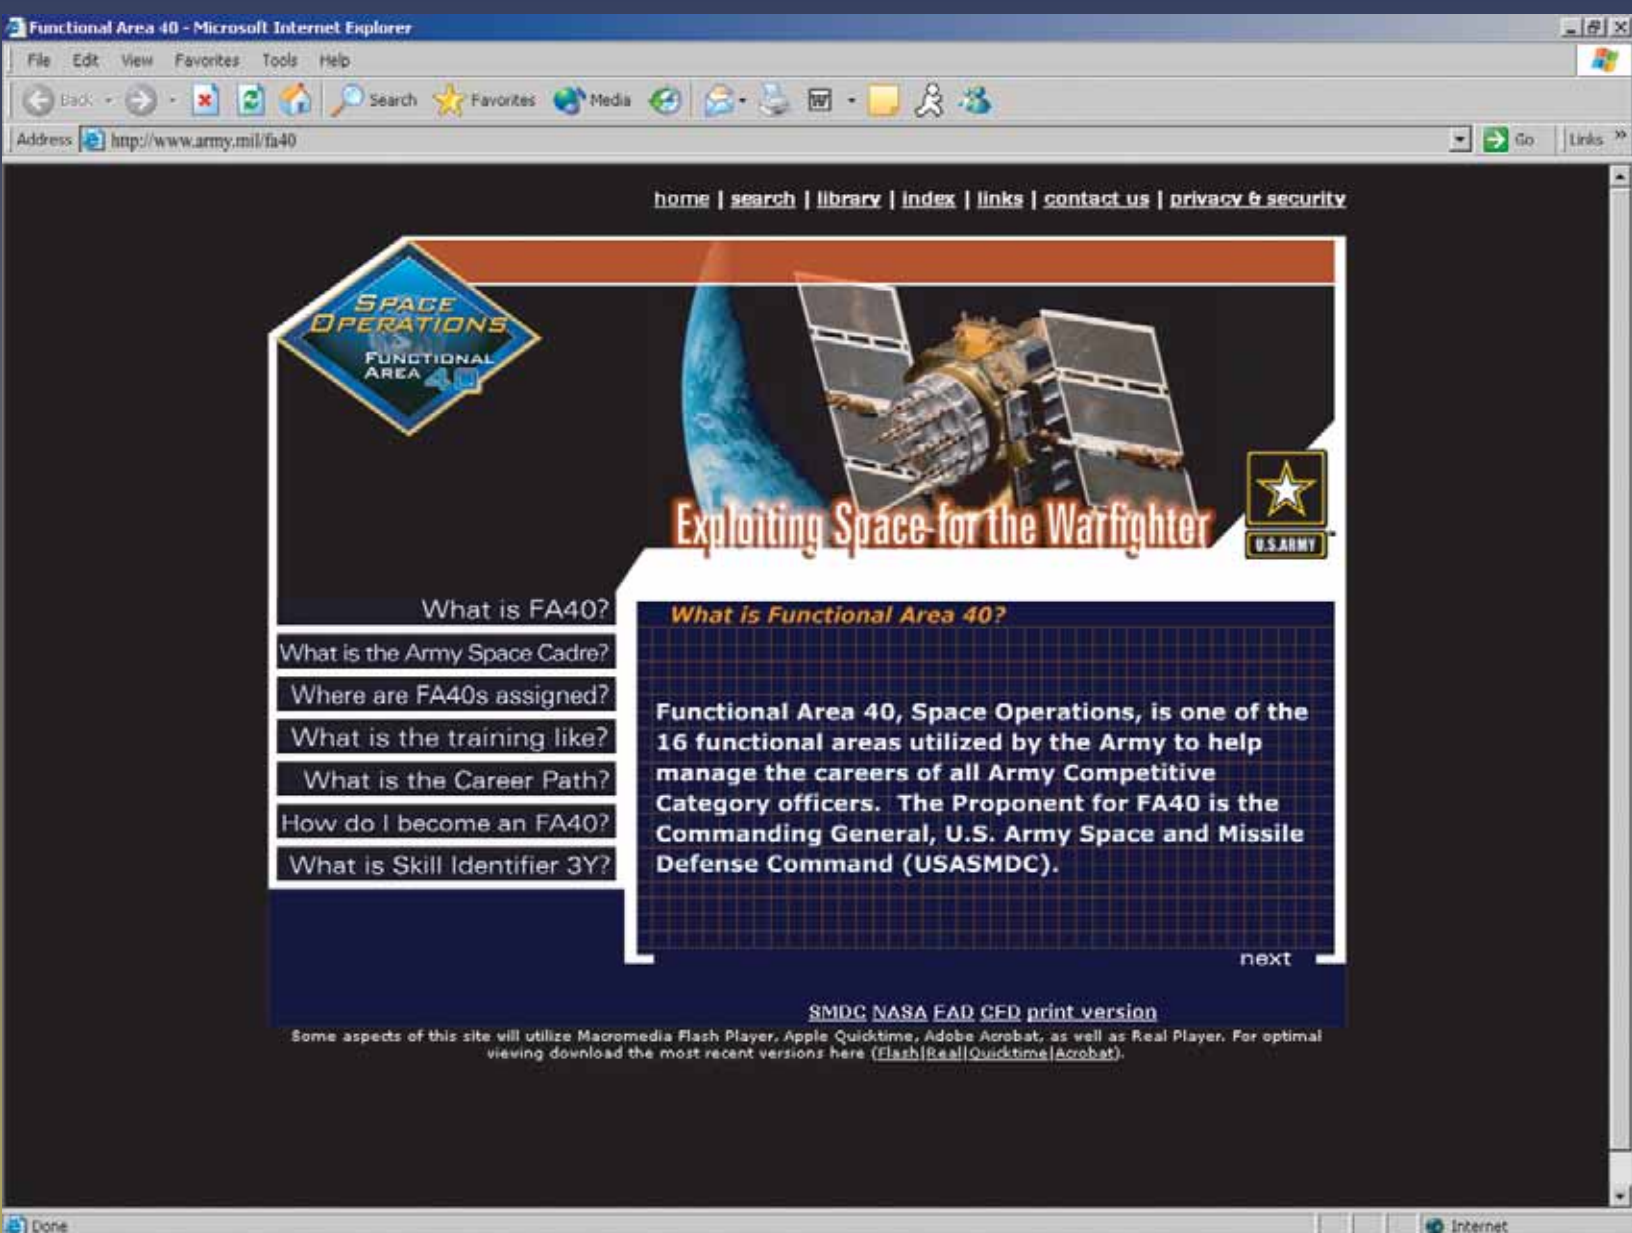 Functional Area 40 - Microsoft Internet Explorer
File Edit View Favorites Tools Help
Back Search Favorites Media
Address http://www.army.mil/fa40 Go Links »
home | search | library | index | links | contact us | privacy & security
SPACE
OPERATIONS
FUNCTIONAL
AREA 40
Exploiting Space for the Warfighter
U.S.ARMY
What is FA40?
What is the Army Space Cadre?
Where are FA40s assigned?
What is the training like?
What is the Career Path?
How do I become an FA40?
What is Skill Identifier 3Y?
What is Functional Area 40?
Functional Area 40, Space Operations, is one of the
16 functional areas utilized by the Army to help
manage the careers of all Army Competitive
Category officers. The Proponent for FA40 is the
Commanding General, U.S. Army Space and Missile
Defense Command (USASMDC).
next
SMDC NASA FAD CFD print version
Some aspects of this site will utilize Macromedia Flash Player, Apple Quicktime, Adobe Acrobat, as well as Real Player. For optimal
viewing download the most recent versions here (Flash|Real|Quicktime|Acrobat).
Done Internet